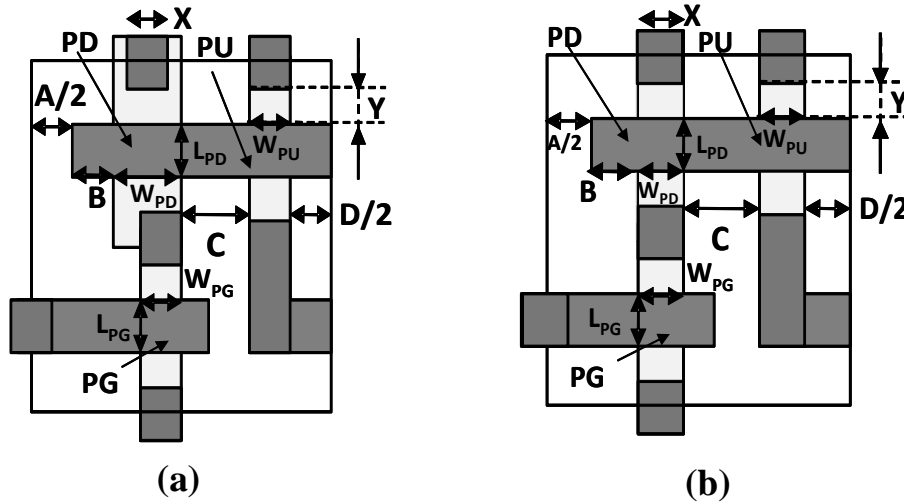 X
PD
PU
A/2
Y
L_PD
W_PU
B
W_PD
D/2
C
W_PG
L_PG
PG
(a)
X
PD
PU
Y
A/2
L_PD
W_PU
B
W_PD
D/2
C
W_PG
L_PG
PG
(b)